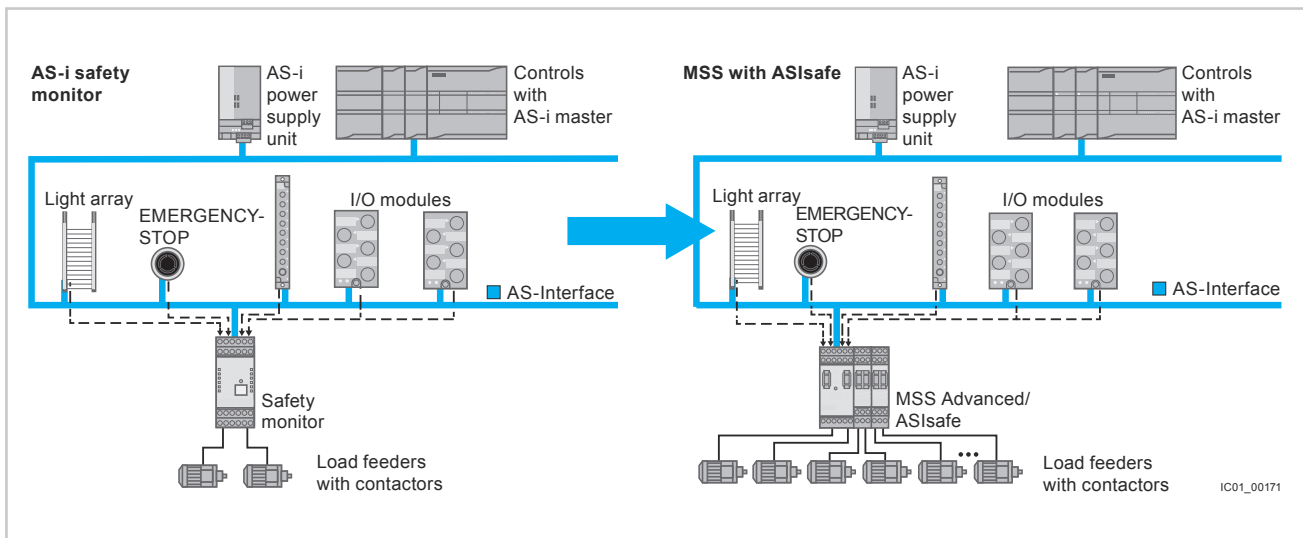 AS-i safety
monitor
AS-i
power
supply
unit
Controls
with
AS-i master
Light array
EMERGENCY-
STOP
I/O modules
AS-Interface
Safety
monitor
Load feeders
with contactors
MSS with ASIsafe
AS-i
power
supply
unit
Controls
with
AS-i master
Light array
EMERGENCY-
STOP
I/O modules
AS-Interface
MSS Advanced/
ASIsafe
Load feeders
with contactors
IC01_00171